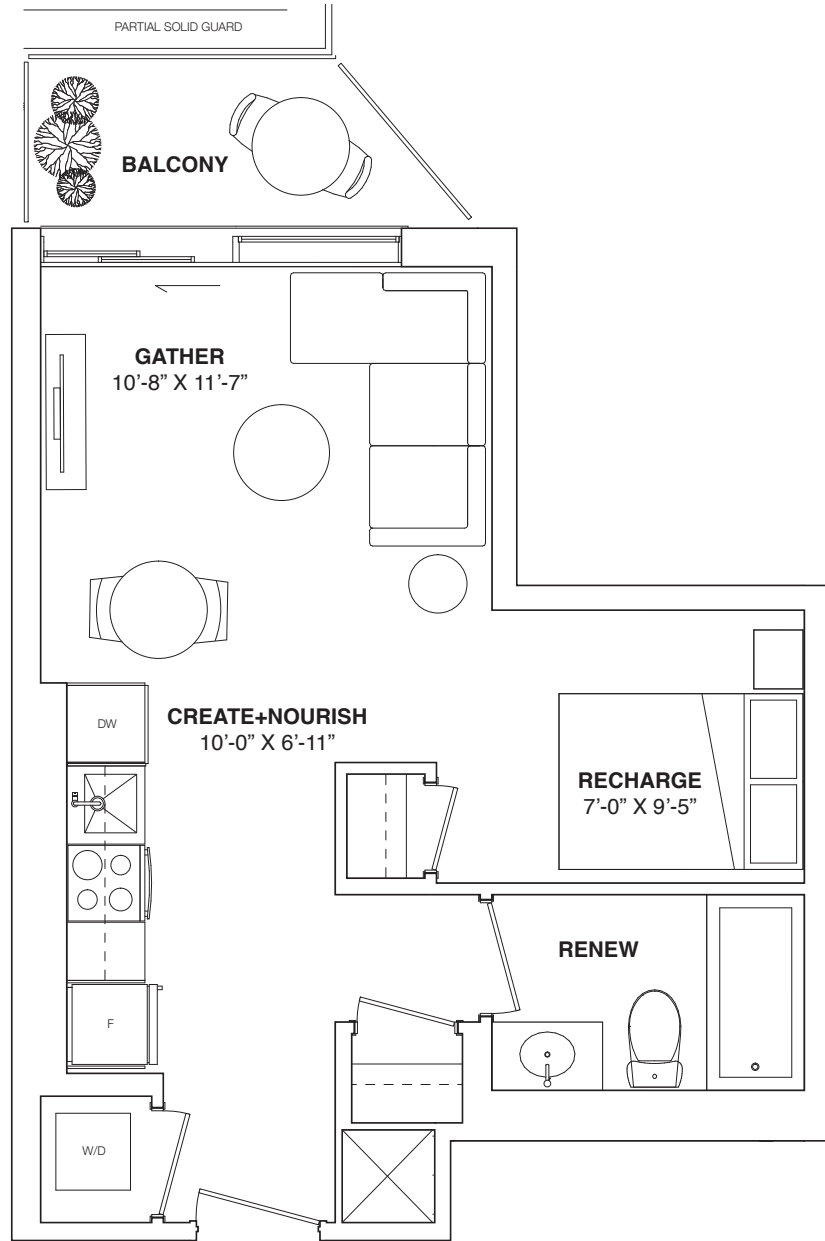 PARTIAL SOLID GUARD
BALCONY
GATHER
10’-8” X 11’-7”
DW
CREATE+NOURISH
10’-0” X 6’-11”
RECHARGE
7’-0” X 9’-5”
RENEW
F
W/D